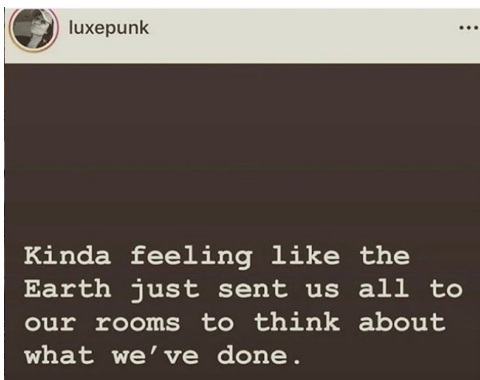 luxepunk
Kinda feeling like the
Earth just sent us all to
our rooms to think about
what we've done.